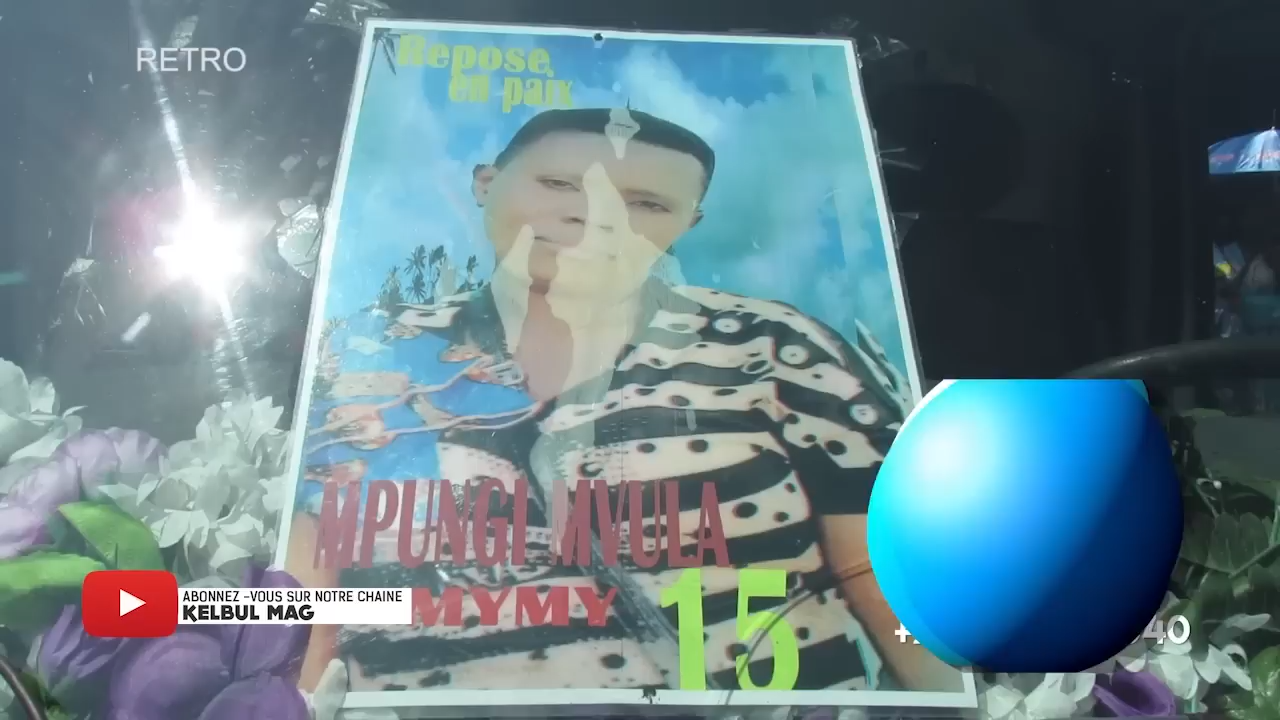 RETRO
Repose
en paix
MPUNGI MVULA
MYMY
15
ABONNEZ -VOUS SUR NOTRE CHAINE
KELBUL MAG